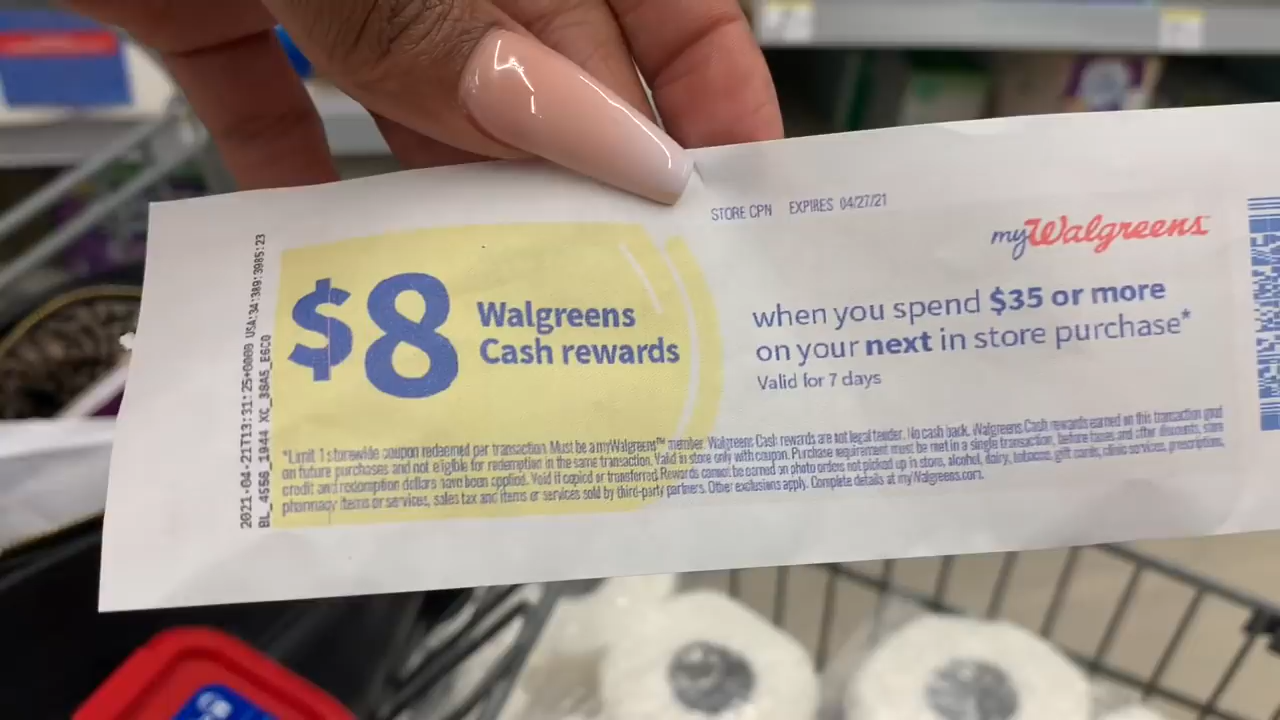 STORE CPN EXPIRES 04/27/21
myWalgreens™
$8 Walgreens
Cash rewards
when you spend $35 or more
on your next in store purchase*
Valid for 7 days
*Limit 1 storewide coupon redeemed per transaction. Must be a myWalgreens™ member. Walgreens Cash rewards are not legal tender. No cash back. Walgreens Cash rewards earned on this transaction good
on future purchases and not eligible for redemption in the same transaction. Valid in store only with coupon. Purchase requirement must be met in a single transaction, before taxes and after discounts, store
credit and redemption dollars have been applied. Void if copied or transferred. Rewards cannot be earned on photo orders not picked up in store, alcohol, dairy, tobacco, gift cards, clinic services, prescriptions,
pharmacy items or services, sales tax and items or services sold by third-party partners. Other exclusions apply. Complete details at myWalgreens.com.
2021-04-21T13:31:25+0000 USA:34:389:3985:23
BL_4556_1944 XC_38A5_E6C0